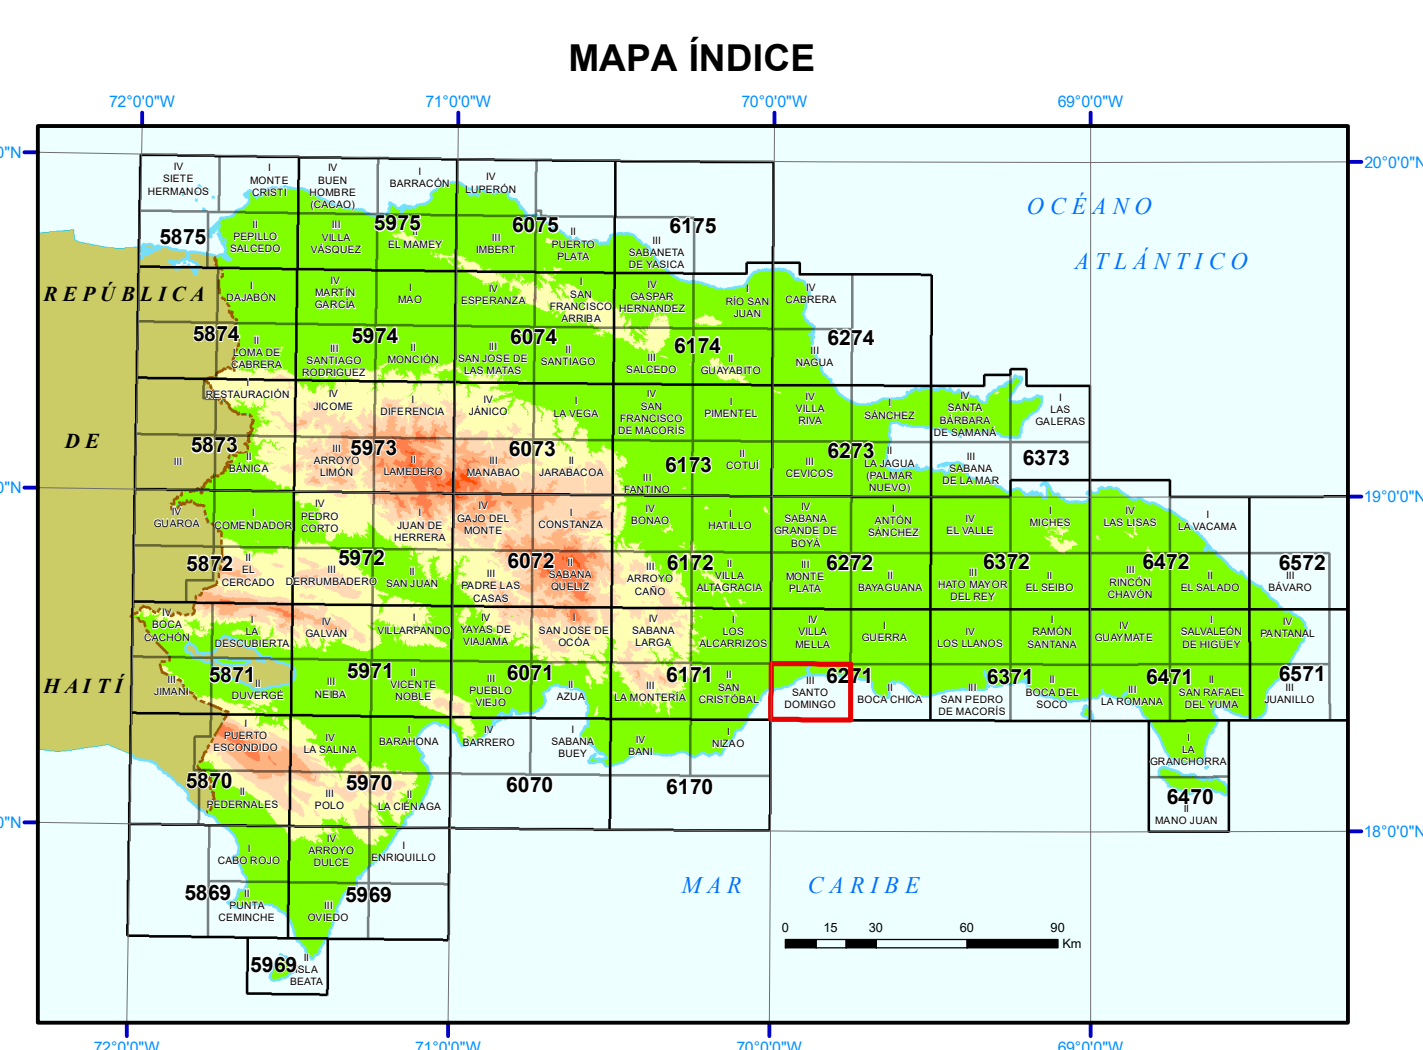 MAPA ÍNDICE
72°0'0"W
71°0'0"W
70°0'0"W
69°0'0"W
0"N
20°0'0"N
IV
SIETE
HERMANOS
I
MONTE
CRISTI
IV
BUEN
HOMBRE
(CACAO)
I
BARRACÓN
IV
LUPERÓN
OCÉANO
ATLÁNTICO
5875
II
PEPILLO
SALCEDO
III
VILLA
VÁSQUEZ
5975
II
EL MAMEY
III
IMBERT
6075
II
PUERTO
PLATA
III
SABANETA
DE YÁSICA
6175
REPÚBLICA
I
DAJABÓN
IV
MARTÍN
GARCÍA
I
MAO
IV
ESPERANZA
I
SAN
FRANCISCO
ARRIBA
IV
GASPAR
HERNANDEZ
I
RÍO SAN
JUAN
IV
CABRERA
5874
II
LOMA DE
CABRERA
III
SANTIAGO
RODRIGUEZ
5974
II
MONCIÓN
III
SAN JOSE DE
LAS MATAS
6074
II
SANTIAGO
III
SALCEDO
6174
II
GUAYABITO
III
NAGUA
6274
I
RESTAURACIÓN
IV
JICOME
I
DIFERENCIA
IV
JÁNICO
I
LA VEGA
IV
SAN
FRANCISCO
DE MACORÍS
I
PIMENTEL
IV
VILLA
RIVA
I
SÁNCHEZ
IV
SANTA
BÁRBARA
DE SAMANÁ
I
LAS
GALERAS
DE
III
5873
II
BÁNICA
III
ARROYO
LIMÓN
5973
II
LAMEDERO
III
MANABAO
6073
II
JARABACOA
III
FANTINO
6173
II
COTUÍ
III
CEVICOS
6273
II
LA JAGUA
(PALMAR
NUEVO)
III
SABANA
DE LA MAR
6373
0"N
19°0'0"N
IV
GUAROA
I
COMENDADOR
IV
PEDRO
CORTO
I
JUAN DE
HERRERA
IV
GAJO DEL
MONTE
I
CONSTANZA
IV
BONAO
I
HATILLO
IV
SABANA
GRANDE DE
BOYÁ
I
ANTÓN
SÁNCHEZ
IV
EL VALLE
I
MICHES
IV
LAS LISAS
I
LA VACAMA
5872
II
EL
CERCADO
III
DERRUMBADERO
5972
II
SAN JUAN
III
PADRE LAS
CASAS
6072
II
SABANA
QUELIZ
III
ARROYO
CAÑO
6172
II
VILLA
ALTAGRACIA
III
MONTE
PLATA
6272
II
BAYAGUANA
III
HATO MAYOR
DEL REY
6372
II
EL SEIBO
III
RINCÓN
CHAVÓN
6472
II
EL SALADO
6572
III
BÁVARO
IV
BOCA
CACHÓN
I
LA
DESCUBIERTA
IV
GALVÁN
I
VILLARPANDO
IV
YAYAS DE
VIAJAMA
I
SAN JOSE DE
OCÓA
IV
SABANA
LARGA
I
LOS
ALCARRIZOS
IV
VILLA
MELLA
I
GUERRA
IV
LOS LLANOS
I
RAMÓN
SANTANA
IV
GUAYMATE
I
SALVALEÓN
DE HIGÜEY
IV
PANTANAL
HAITÍ
III
JIMANÍ
5871
II
DUVERGÉ
III
NEIBA
5971
II
VICENTE
NOBLE
III
PUEBLO
VIEJO
6071
II
AZUA
III
LA MONTERÍA
6171
II
SAN
CRISTÓBAL
III
SANTO
DOMINGO
6271
II
BOCA CHICA
III
SAN PEDRO
DE MACORÍS
6371
II
BOCA DEL
SOCO
III
LA ROMANA
6471
II
SAN RAFAEL
DEL YUMA
6571
III
JUANILLO
I
PUERTO
ESCONDIDO
IV
LA SALINA
I
BARAHONA
IV
BARRERO
I
SABANA
BUEY
IV
BANI
I
NIZAO
I
LA
GRANCHORRA
5870
II
PEDERNALES
III
POLO
5970
II
LA CIÉNAGA
6070
6170
6470
II
MANO JUAN
0"N
18°0'0"N
I
CABO ROJO
IV
ARROYO
DULCE
I
ENRIQUILLO
MAR CARIBE
5869
II
PUNTA
CEMINCHE
III
OVIEDO
5969
0 15 30 60 90
Km
5969
II
ISLA
BEATA
72°0'0"W
71°0'0"W
70°0'0"W
69°0'0"W